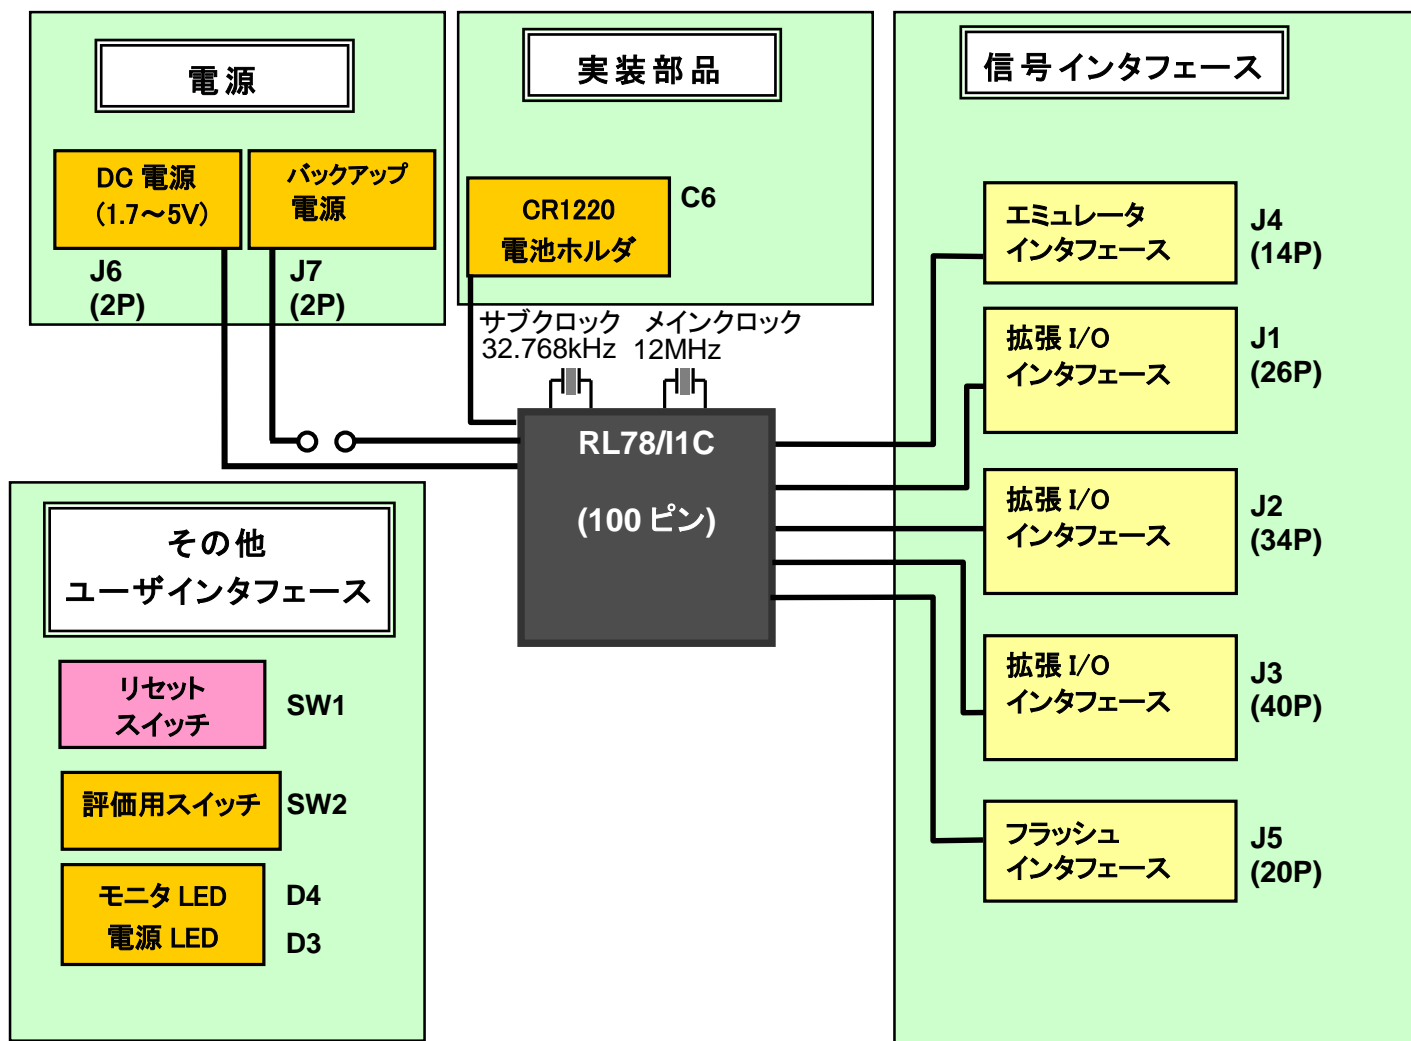 電源
DC 電源
(1.7～5V)
J6
(2P)
バックアップ
電源
J7
(2P)
実装部品
CR1220
電池ホルダ
C6
サブクロック
32.768kHz
メインクロック
12MHz
RL78/I1C
(100 ピン)
信号インタフェース
エミュレータ
インタフェース
J4
(14P)
拡張 I/O
インタフェース
J1
(26P)
拡張 I/O
インタフェース
J2
(34P)
拡張 I/O
インタフェース
J3
(40P)
フラッシュ
インタフェース
J5
(20P)
その他
ユーザインタフェース
リセット
スイッチ
SW1
評価用スイッチ
SW2
モニタ LED
D4
電源 LED
D3